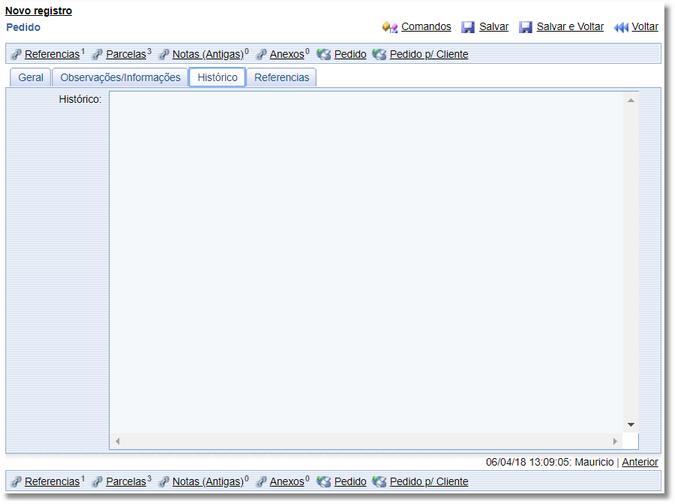 Novo registro
Pedido Comandos Salvar Salvar e Voltar Voltar
Referencias 1 Parcelas 3 Notas (Antigas) 0 Anexos 0 Pedido Pedido p/ Cliente
Geral Observações/Informações Histórico Referencias
Histórico:
06/04/18 13:09:05: Mauricio | Anterior
Referencias 1 Parcelas 3 Notas (Antigas) 0 Anexos 0 Pedido Pedido p/ Cliente